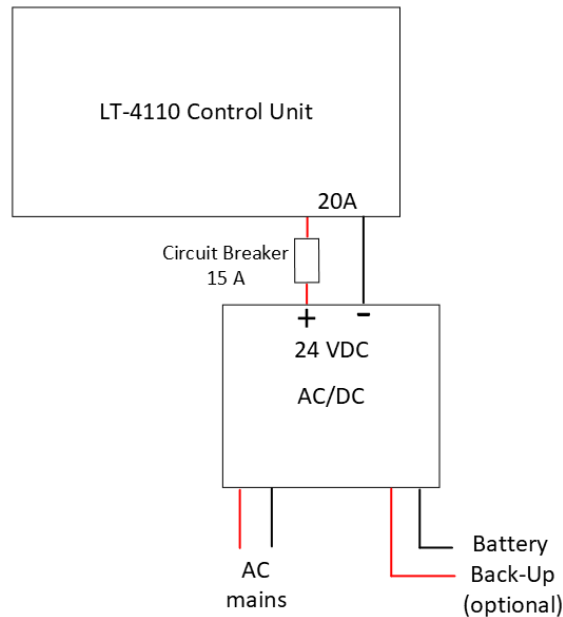 LT-4110 Control Unit
20A
Circuit Breaker
15 A
+ -
24 VDC
AC/DC
AC
mains
Battery
Back-Up
(optional)